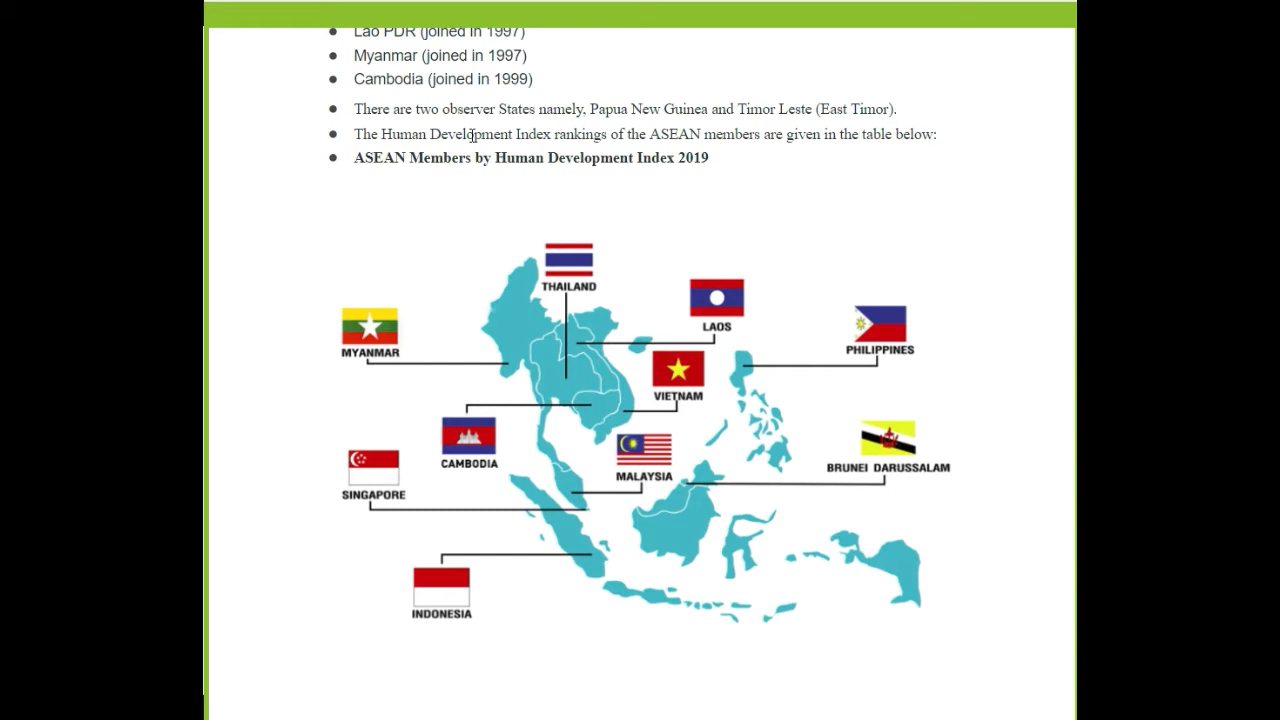 Lao PDR (joined in 1997)
Myanmar (joined in 1997)
Cambodia (joined in 1999)
There are two observer States namely, Papua New Guinea and Timor Leste (East Timor).
The Human Development Index rankings of the ASEAN members are given in the table below:
ASEAN Members by Human Development Index 2019
THAILAND
LAOS
MYANMAR
PHILIPPINES
VIETNAM
CAMBODIA
MALAYSIA
BRUNEI DARUSSALAM
SINGAPORE
INDONESIA